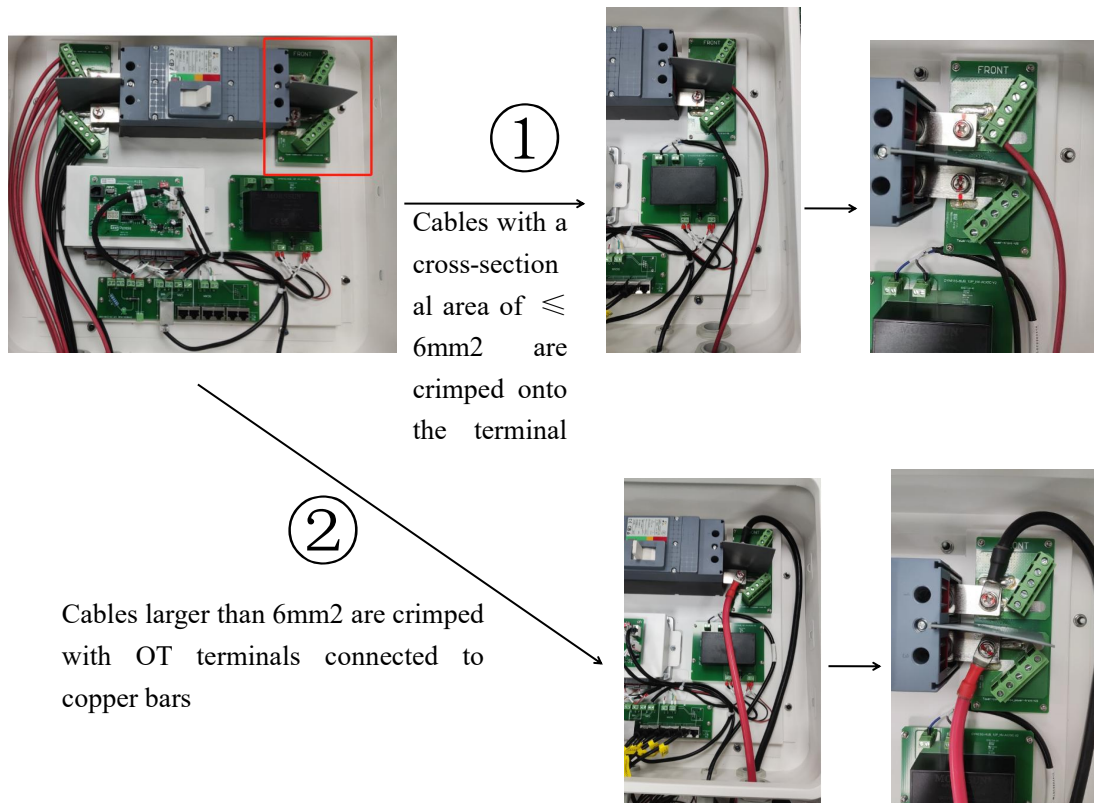 FRONT
①
Cables with a
cross-section
al area of ≤
6mm2 are
crimped onto
the terminal
FRONT
FRONT
②
Cables larger than 6mm2 are crimped
with OT terminals connected to
copper bars